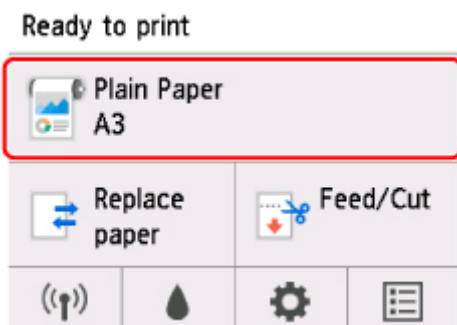 Ready to print
Plain Paper
A3
Replace
paper
Feed/Cut